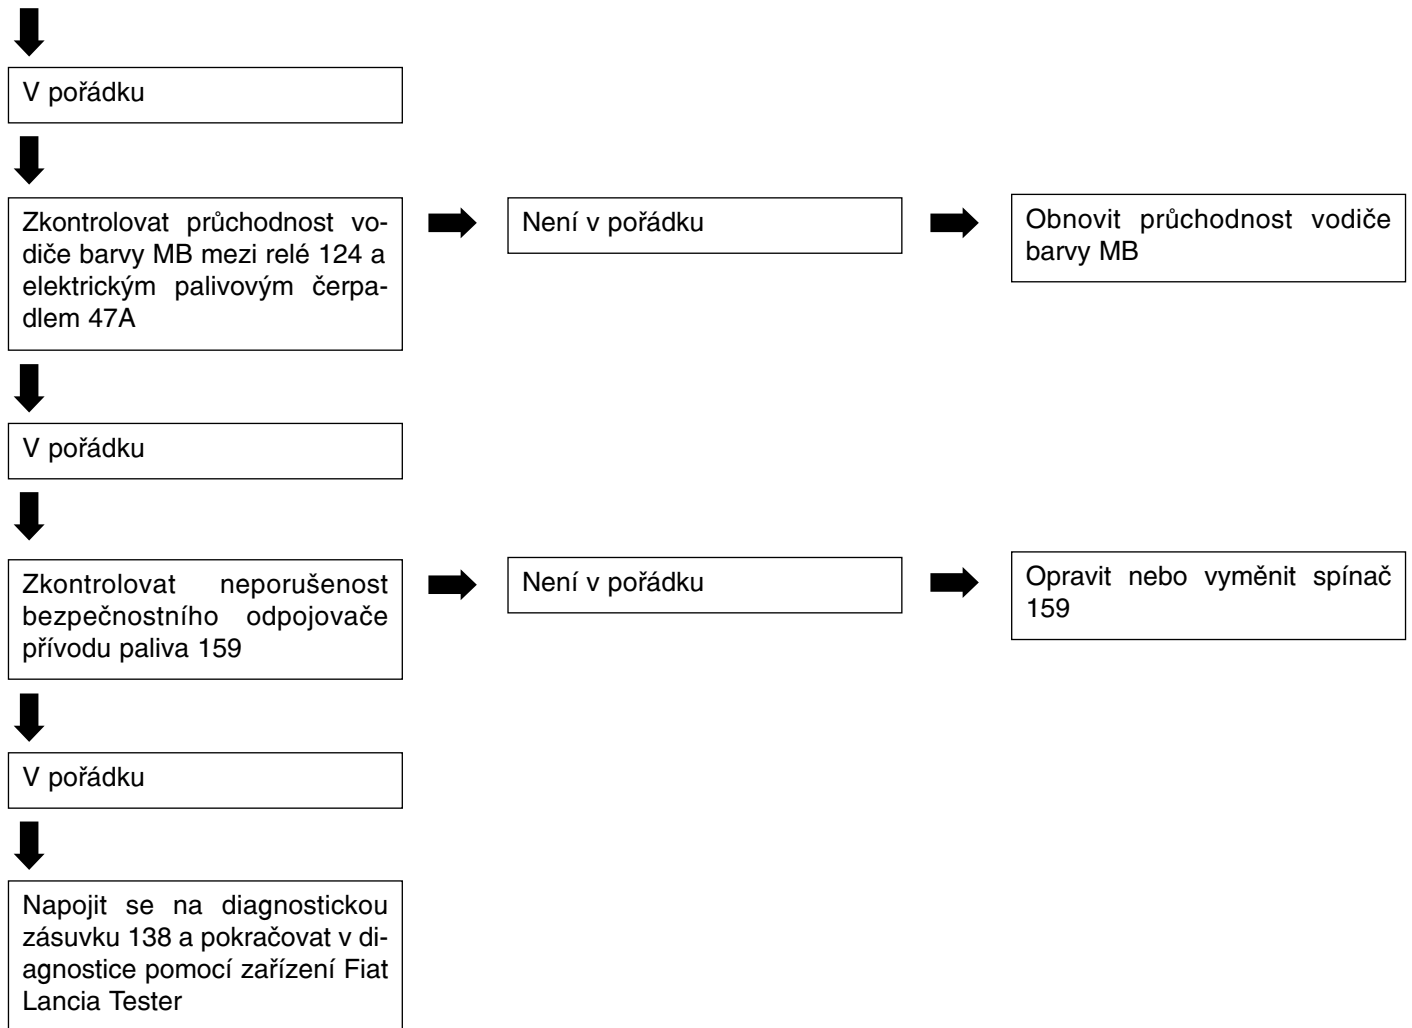 V pořádku
Zkontrolovat průchodnost vo-
diče barvy MB mezi relé 124 a
elektrickým palivovým čerpa-
dlem 47A
Není v pořádku
Obnovit průchodnost vodiče
barvy MB
V pořádku
Zkontrolovat neporušenost
bezpečnostního odpojovače
přívodu paliva 159
Není v pořádku
Opravit nebo vyměnit spínač
159
V pořádku
Napojit se na diagnostickou
zásuvku 138 a pokračovat v di-
agnostice pomocí zařízení Fiat
Lancia Tester